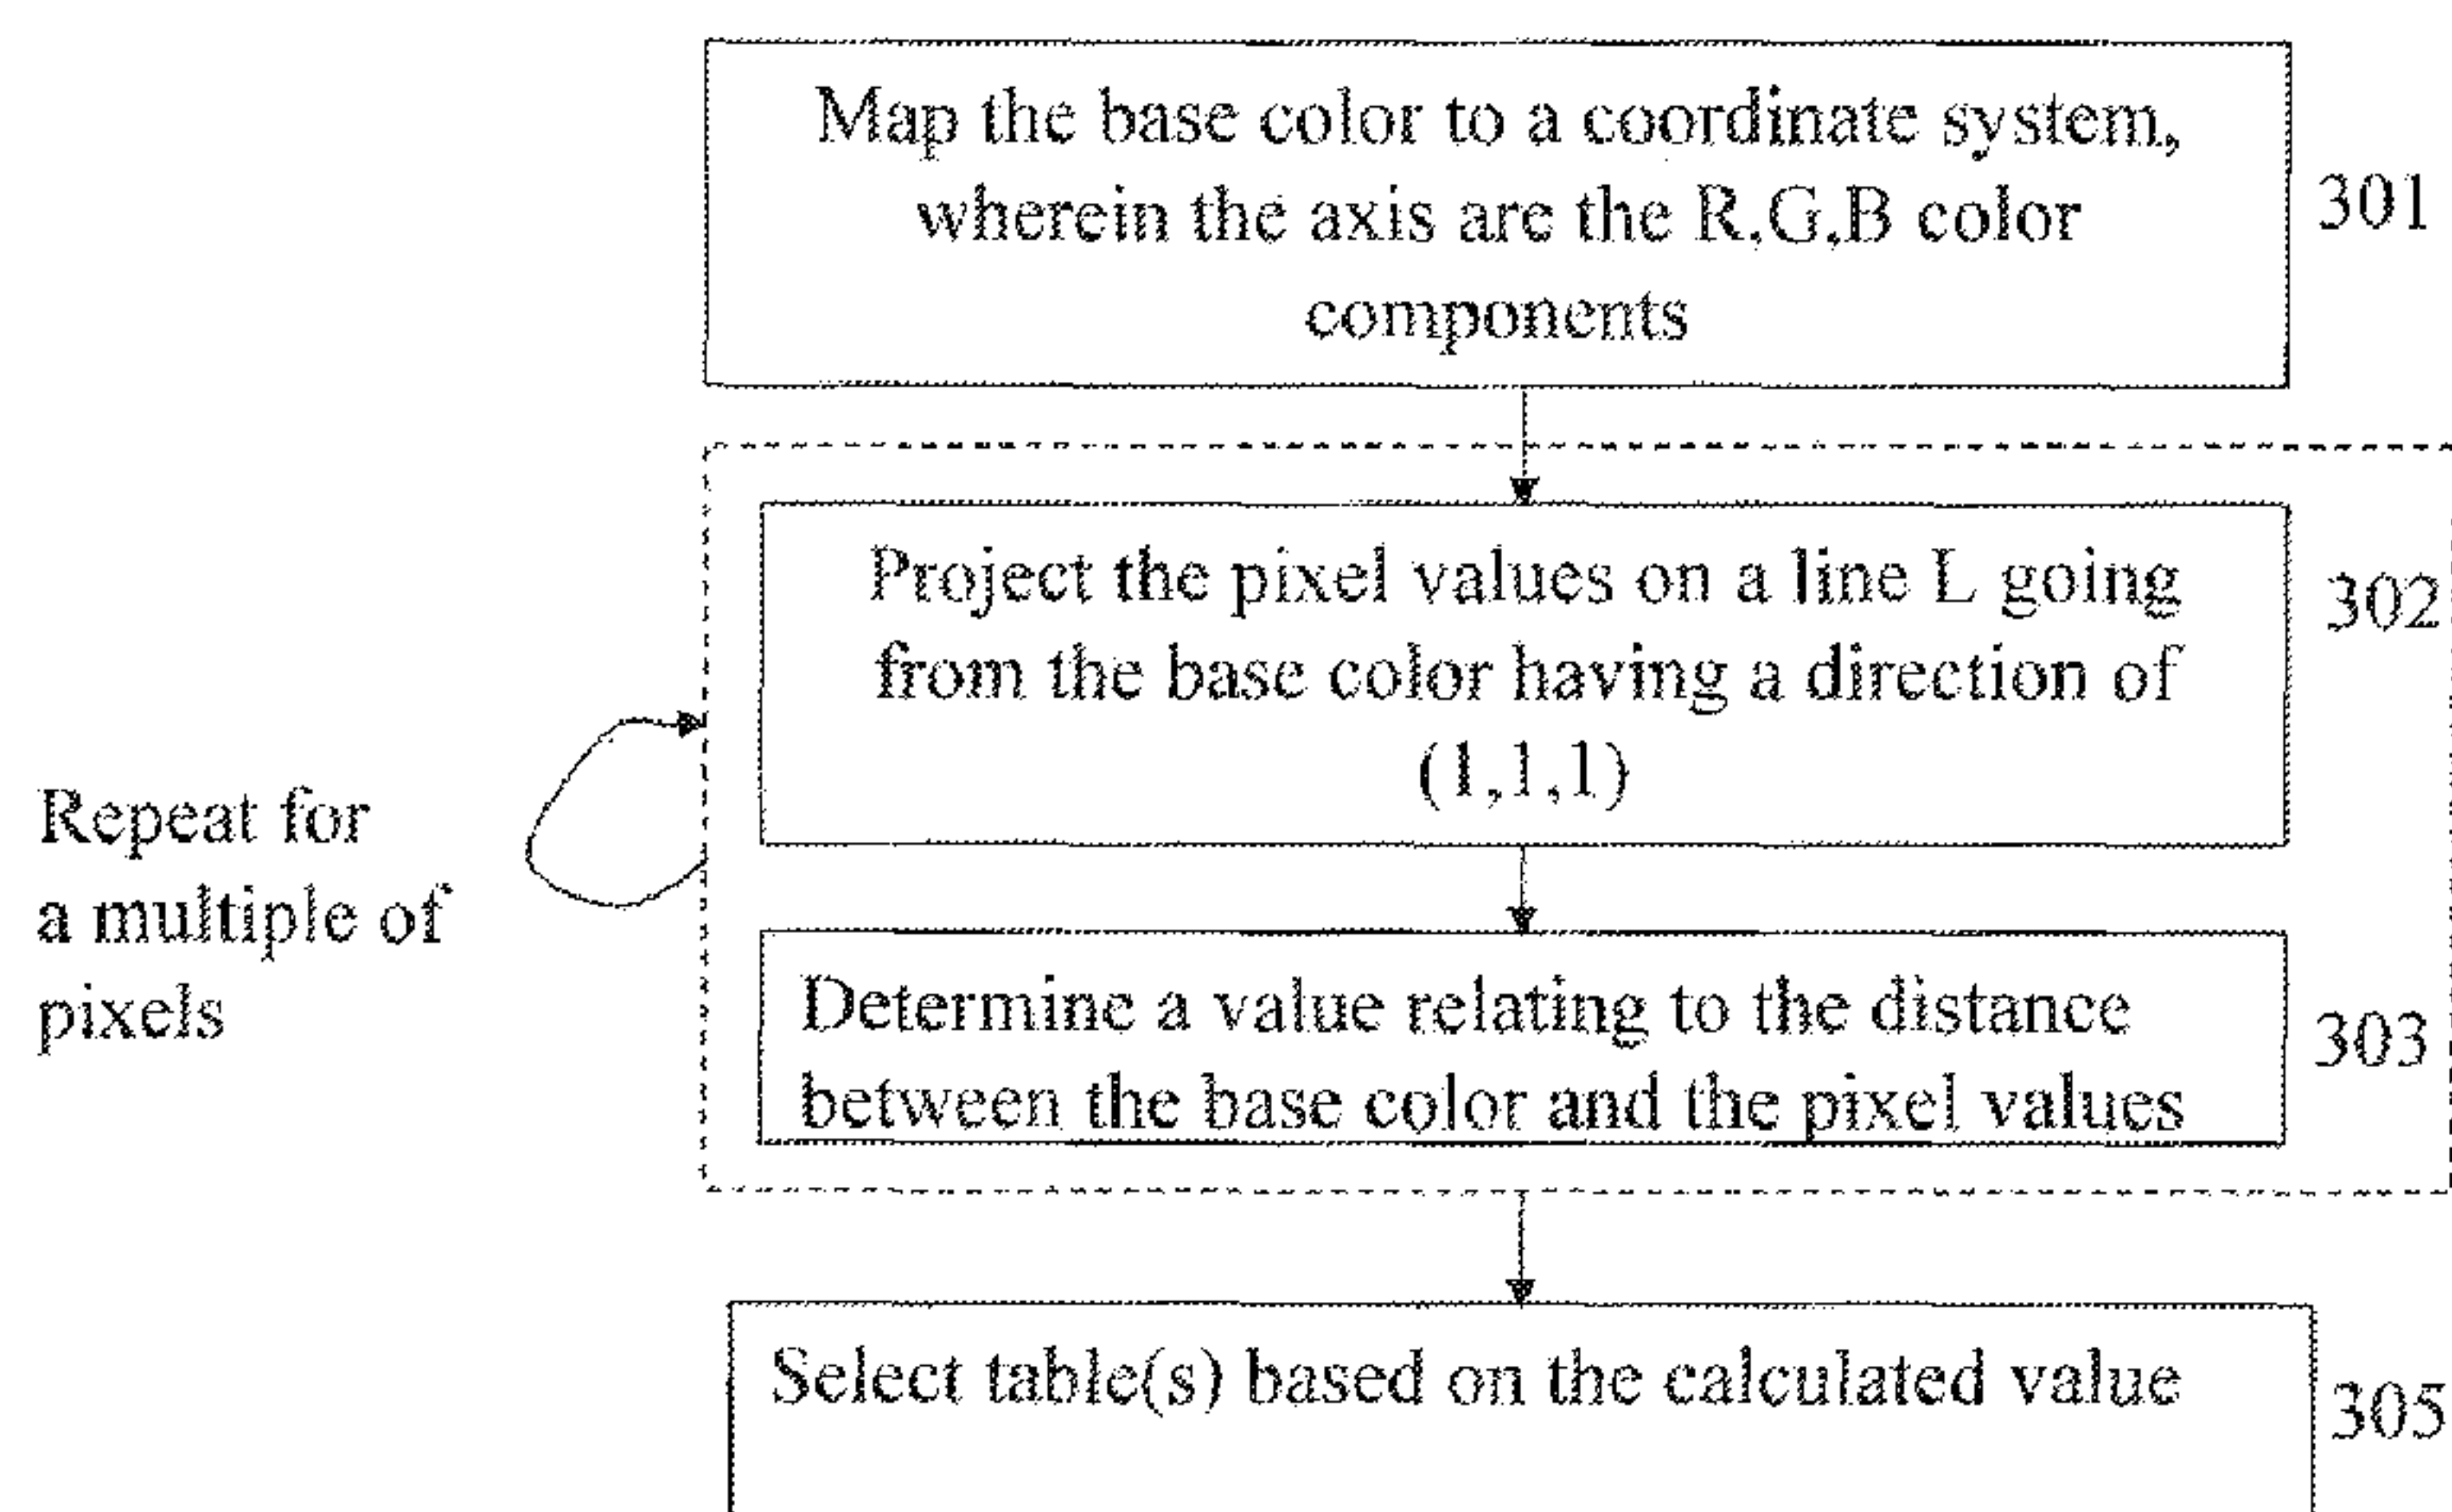 Map the base color to a coordinate system,
wherein the axis are the R.G.B color
components
301
Project the pixel values on a line L going
from the base color having a direction of
(1,1,1)
302
Repeat for
a multiple of
pixels
Determine a value relating to the distance
between the base color and the pixel values
303
Select table(s) based on the calculated value
305